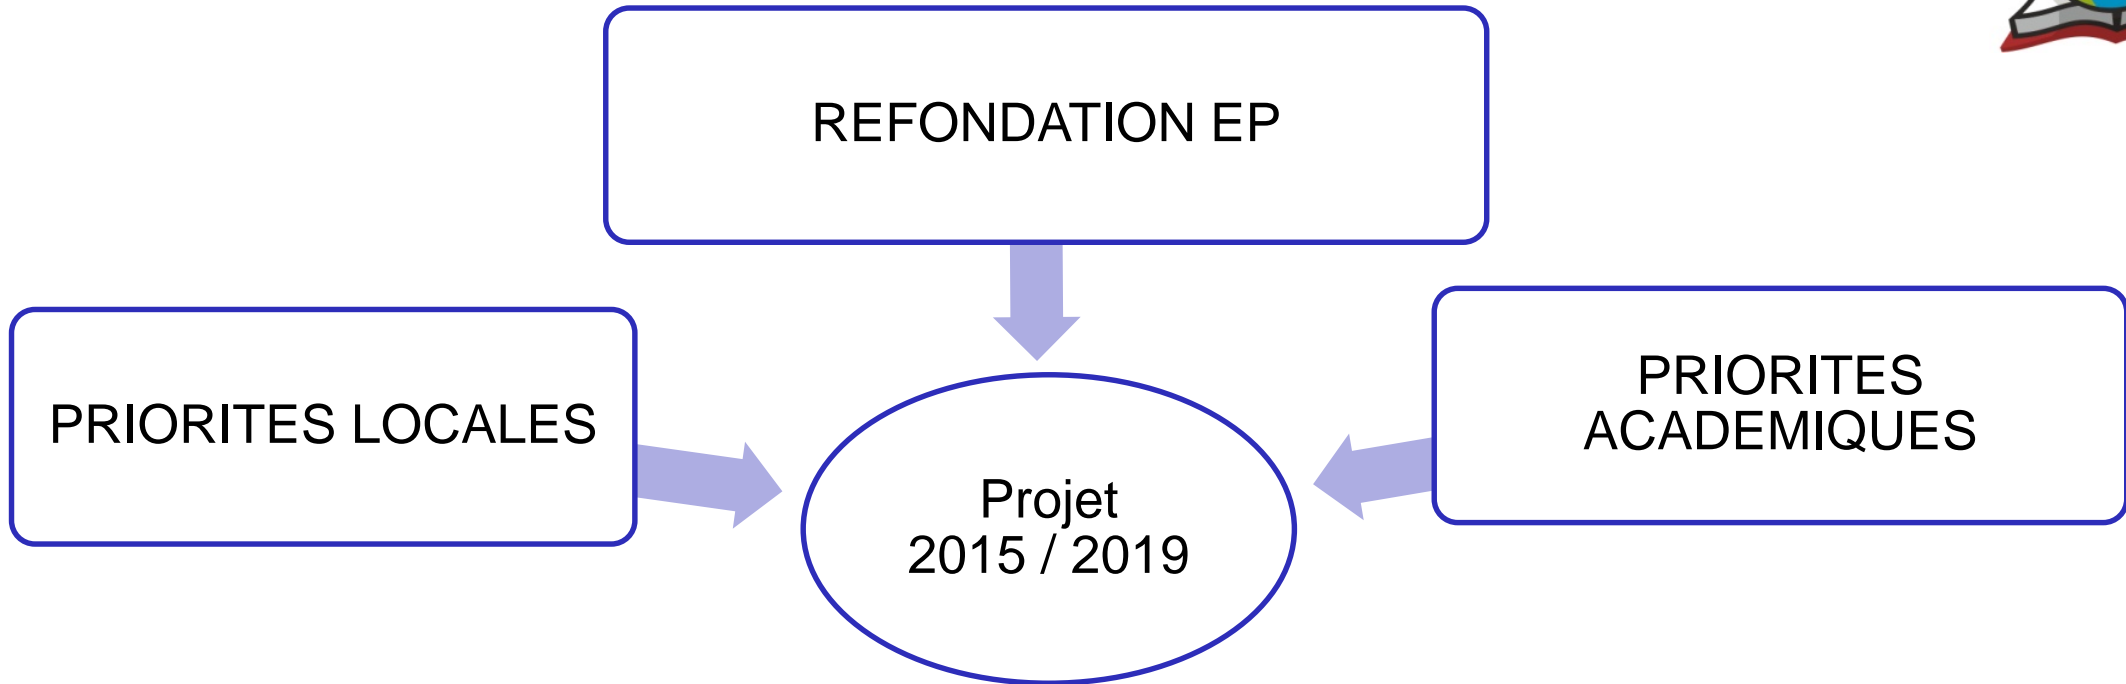 REFONDATION EP
PRIORITES LOCALES
PRIORITES
ACADEMIQUES
Projet
2015 / 2019